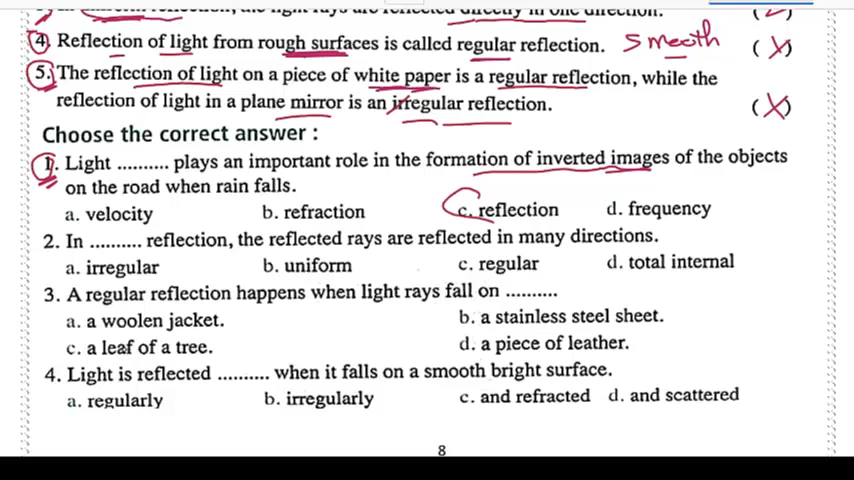 directly in one direction.
4. Reflection of light from rough surfaces is called regular reflection. smooth (X)
5. The reflection of light on a piece of white paper is a regular reflection, while the
reflection of light in a plane mirror is an irregular reflection. (X)
Choose the correct answer :
1. Light .......... plays an important role in the formation of inverted images of the objects
on the road when rain falls.
a. velocity b. refraction c. reflection d. frequency
2. In .......... reflection, the reflected rays are reflected in many directions.
a. irregular b. uniform c. regular d. total internal
3. A regular reflection happens when light rays fall on ..........
a. a woolen jacket. b. a stainless steel sheet.
c. a leaf of a tree. d. a piece of leather.
4. Light is reflected .......... when it falls on a smooth bright surface.
a. regularly b. irregularly c. and refracted d. and scattered
8